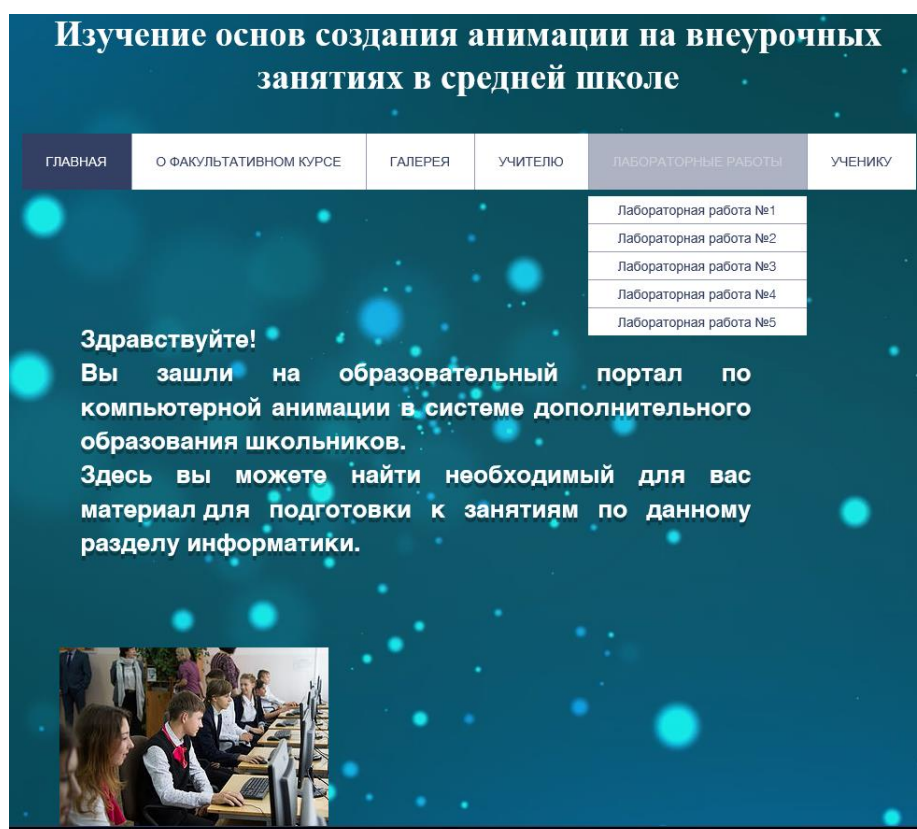 Изучение основ создания анимации на внеурочных
занятиях в средней школе
ГЛАВНАЯ О ФАКУЛЬТАТИВНОМ КУРСЕ ГАЛЕРЕЯ УЧИТЕЛЮ ЛАБОРАТОРНЫЕ РАБОТЫ УЧЕНИКУ
Лабораторная работа №1
Лабораторная работа №2
Лабораторная работа №3
Лабораторная работа №4
Лабораторная работа №5
Здравствуйте!
Вы зашли на образовательный портал по
компьютерной анимации в системе дополнительного
образования школьников.
Здесь вы можете найти необходимый для вас
материал для подготовки к занятиям по данному
разделу информатики.